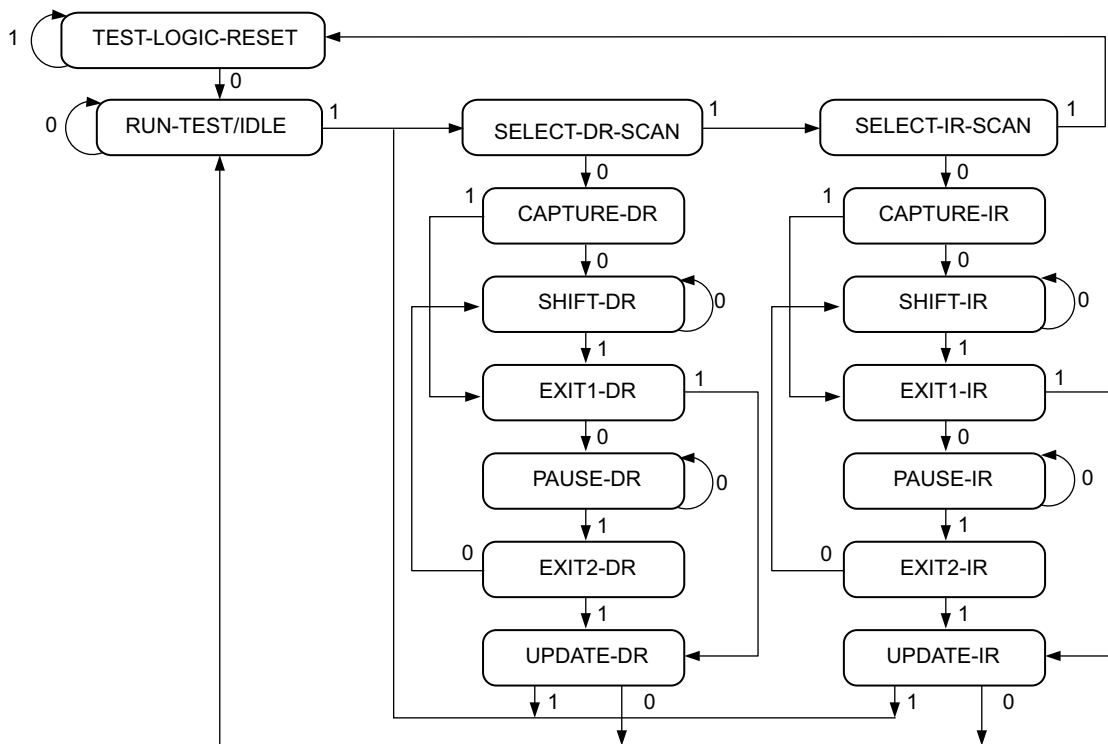 1
TEST-LOGIC-RESET
0
0
RUN-TEST/IDLE
1
SELECT-DR-SCAN
1
SELECT-IR-SCAN
1
0
0
1
CAPTURE-DR
1
CAPTURE-IR
0
0
SHIFT-DR
0
SHIFT-IR
0
1
1
EXIT1-DR
1
EXIT1-IR
1
0
0
PAUSE-DR
0
PAUSE-IR
0
1
1
0
EXIT2-DR
0
EXIT2-IR
1
1
UPDATE-DR
UPDATE-IR
1
0
1
0